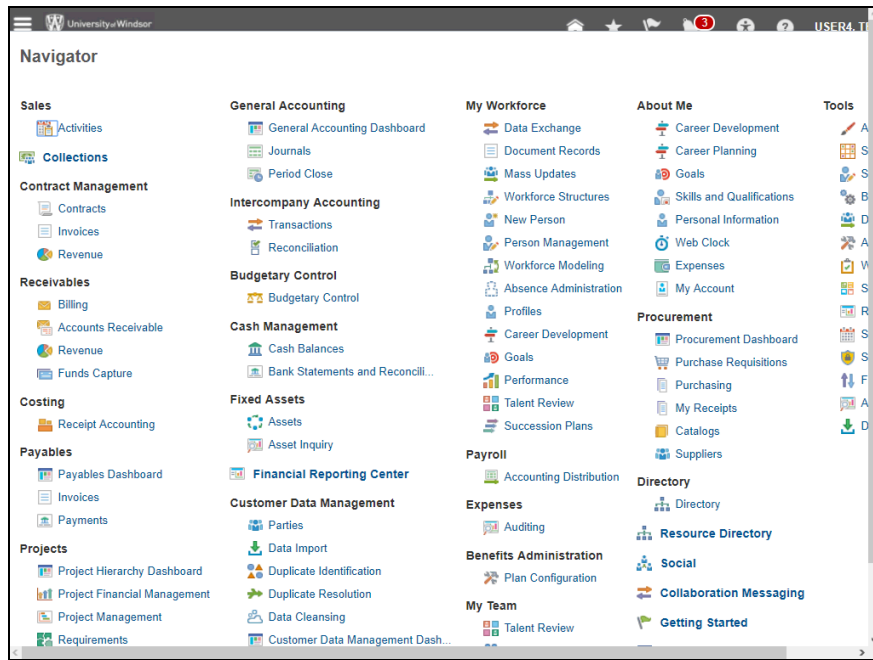 University of Windsor
3
USER4, T
Navigator
Sales
Activities
Collections
Contract Management
Contracts
Invoices
Revenue
Receivables
Billing
Accounts Receivable
Revenue
Funds Capture
Costing
Receipt Accounting
Payables
Payables Dashboard
Invoices
Payments
Projects
Project Hierarchy Dashboard
Project Financial Management
Project Management
Requirements
General Accounting
General Accounting Dashboard
Journals
Period Close
Intercompany Accounting
Transactions
Reconciliation
Budgetary Control
Budgetary Control
Cash Management
Cash Balances
Bank Statements and Reconcili...
Fixed Assets
Assets
Asset Inquiry
Financial Reporting Center
Customer Data Management
Parties
Data Import
Duplicate Identification
Duplicate Resolution
Data Cleansing
Customer Data Management Dash...
My Workforce
Data Exchange
Document Records
Mass Updates
Workforce Structures
New Person
Person Management
Workforce Modeling
Absence Administration
Profiles
Career Development
Goals
Performance
Talent Review
Succession Plans
Payroll
Accounting Distribution
Expenses
Auditing
Benefits Administration
Plan Configuration
My Team
Talent Review
About Me
Career Development
Career Planning
Goals
Skills and Qualifications
Personal Information
Web Clock
Expenses
My Account
Procurement
Procurement Dashboard
Purchase Requisitions
Purchasing
My Receipts
Catalogs
Suppliers
Directory
Directory
Resource Directory
Social
Collaboration Messaging
Getting Started
Tools